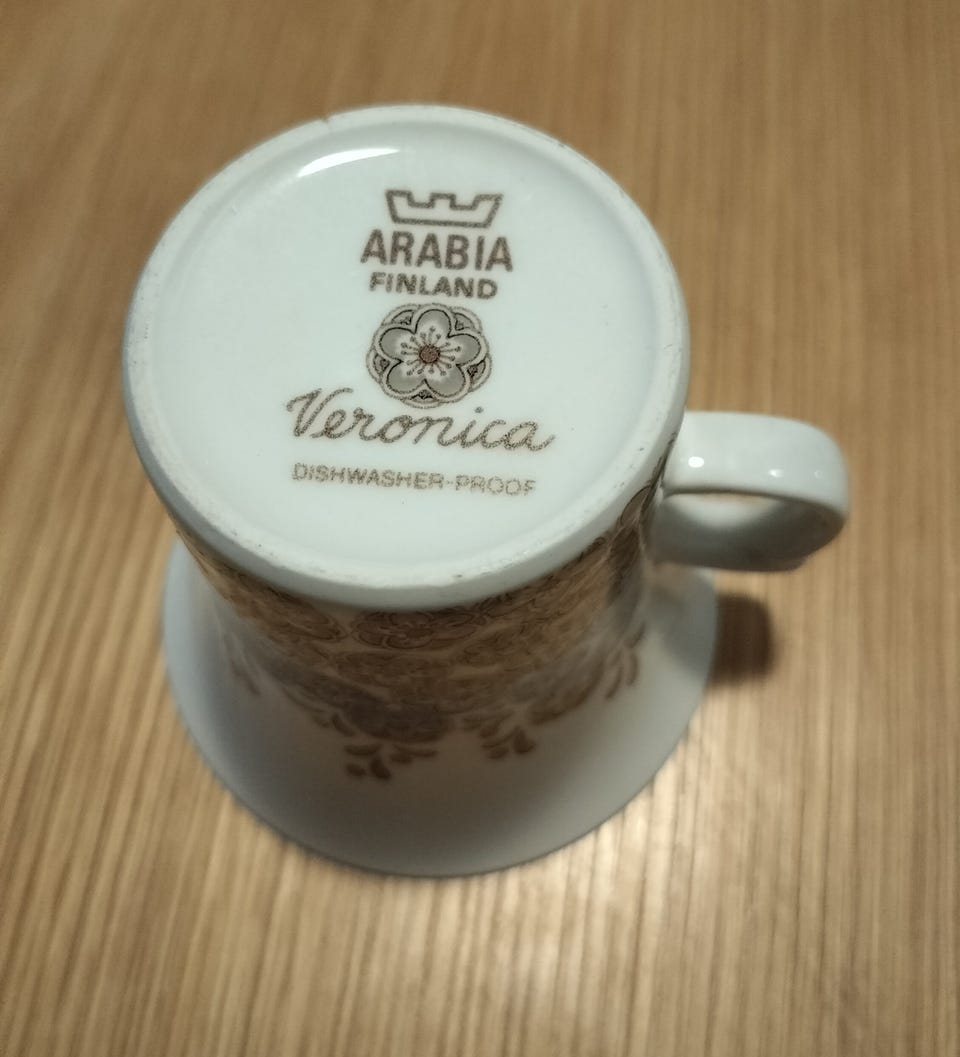 ARABIA
FINLAND
Veronica
DISHWASHER-PROOF